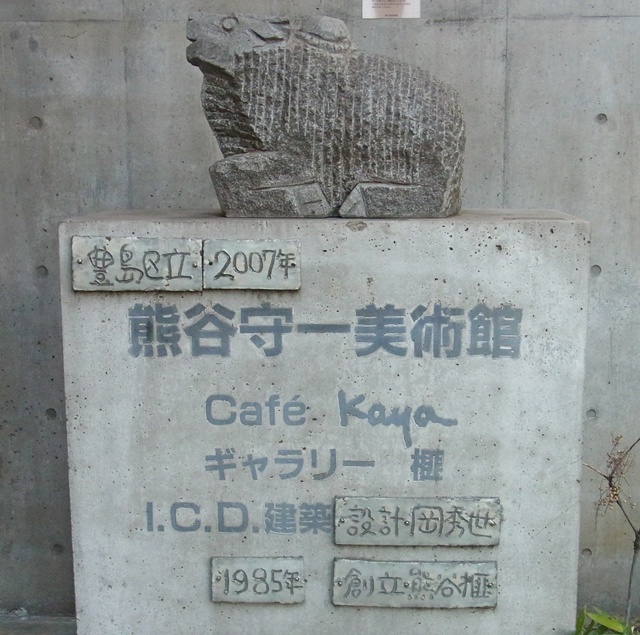 豊島区立 2007年
熊谷守一美術館
Café Kaya
ギャラリー 榧
I.C.D.建築 設計・岡秀世
1985年 創立・熊谷榧